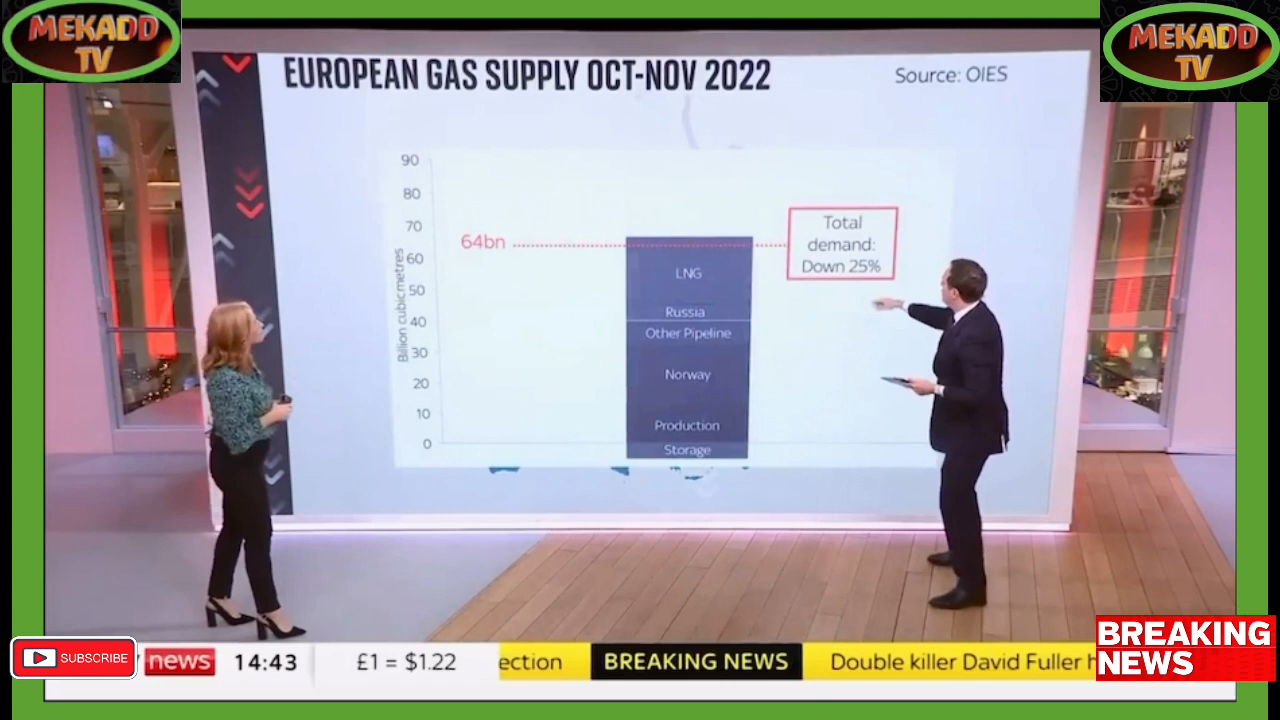 MEKADD
TV
MEKADD
TV
EUROPEAN GAS SUPPLY OCT-NOV 2022
Source: OIES
90
80
70
60
50
40
30
20
10
0
Billion cubic metres
64bn
Total
demand:
Down 25%
LNG
Russia
Other Pipeline
Norway
Production
Storage
SUBSCRIBE
news
14:43
£1 = $1.22
ection
BREAKING NEWS
Double killer David Fuller h
BREAKING
NEWS